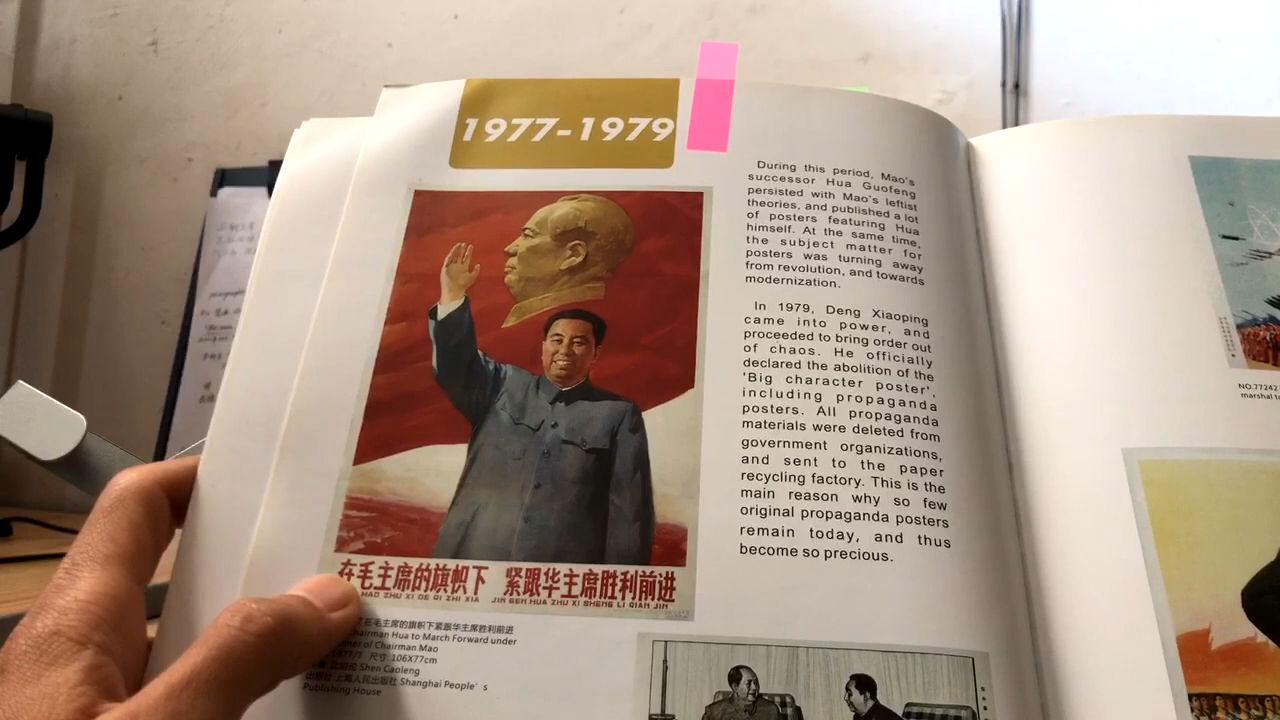 1977-1979
During this period, Mao's
successor Hua Guofeng
persisted with Mao's leftist
theories, and published a lot
of posters featuring Hua
himself. At the same time,
the subject matter for
posters was turning away
from revolution, and towards
modernization.
In 1979, Deng Xiaoping
came into power, and
proceeded to bring order out
of chaos. He officially
declared the abolition of the
'Big character poster',
including propaganda
posters. All propaganda
materials were deleted from
government organizations,
and sent to the paper
recycling factory. This is the
main reason why so few
original propaganda posters
remain today, and thus
become so precious.
在毛主席的旗帜下 紧跟华主席胜利前进
MAO ZHU XI DE QI ZHI XIA JIN GEN HUA ZHU XI SHENG LI QIAN JIN
在毛主席的旗帜下紧跟华主席胜利前进
Chairman Hua to March Forward under
of Chairman Mao
1977/7 尺寸 106X77cm
Shen Caoleng
出版社 上海人民出版社 Shanghai People's
Publishing House
NO.77242
marshal